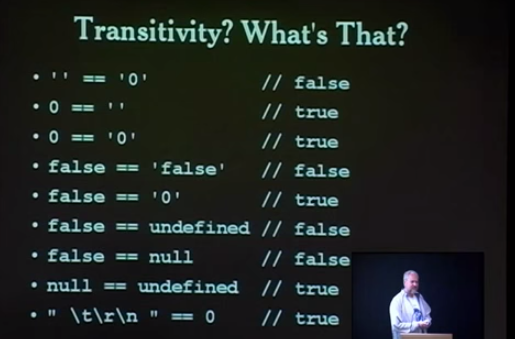 Transitivity? What's That?
• '' == '0' // false
• 0 == '' // true
• 0 == '0' // true
• false == 'false' // false
• false == '0' // true
• false == undefined // false
• false == null // false
• null == undefined // true
• " \t\r\n " == 0 // true